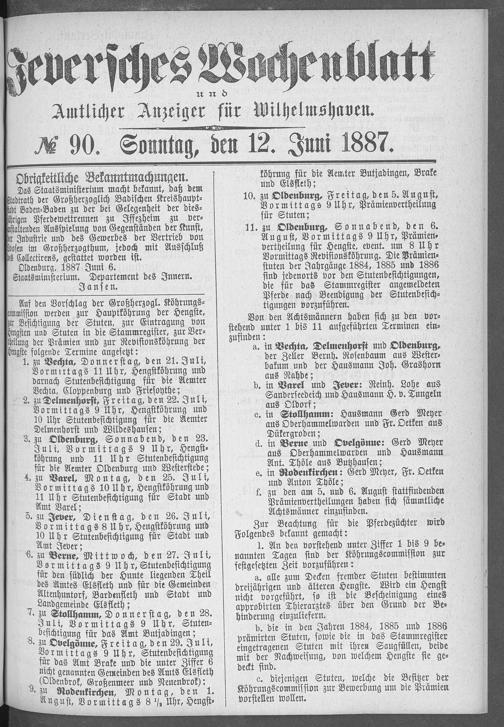 Jeversches Wochenblatt
und
Amtlicher Anzeiger für Wilhelmshaven.
№ 90. Sonntag, den 12. Juni 1887.
Obrigkeitliche Bekanntmachungen.
Das Staatsministerium macht bekannt, daß dem
Stadtrath der Großherzoglich Badischen Kreishaupt-
stadt Baden-Baden zu der bei Gelegenheit der dies-
jährigen Pferdewettrennen zu Iffezheim zu ver-
anstaltenden Ausspielung von Gegenständen der Kunst,
der Industrie und des Gewerbes der Vertrieb von
Loosen im Großherzogthum, jedoch mit Ausschluß
des Collectirens, gestattet worden ist.
Oldenburg, 1887 Juni 6.
Staatsministerium. Departement des Innern.
Jansen.
Auf den Vorschlag der Großherzogl. Köhrungs-
commission werden zur Hauptköhrung der Hengste,
zur Besichtigung der Stuten, zur Eintragung von
Hengsten und Stuten in die Stammregister, zur Ver-
theilung der Prämien und zur Revisionsköhrung der
Hengste folgende Termine angesetzt:
1. zu Vechta, Donnerstag, den 21. Juli,
Vormittags 11 Uhr, Hengstköhrung und
darnach Stutenbesichtigung für die Aemter
Vechta, Cloppenburg und Friesoythe;
2. zu Delmenhorst, Freitag, den 22. Juli,
Vormittags 9 Uhr, Hengstköhrung und
10 Uhr Stutenbesichtigung für die Aemter
Delmenhorst und Wildeshausen;
3. zu Oldenburg, Sonnabend, den 23.
Juli, Vormittags 9 Uhr, Hengst-
köhrung und 11 Uhr Stutenbesichtigung
für die Aemter Oldenburg und Westerstede;
4. zu Varel, Montag, den 25. Juli,
Vormittags 10 Uhr, Hengstköhrung und
11 Uhr Stutenbesichtigung für Stadt und
Amt Varel;
5. zu Jever, Dienstag, den 26. Juli,
Vormittags 8 Uhr, Hengstköhrung und
10 Uhr Stutenbesichtigung für Stadt und
Amt Jever;
6. zu Berne, Mittwoch, den 27. Juli,
Vormittags 9 Uhr, Stutenbesichtigung
für den südlich der Hunte liegenden Theil
des Amtes Elsfleth und für die Gemeinden
Altenhuntorf, Bardenfleth und Stadt und
Landgemeinde Elsfleth;
7. zu Stollhamm, Donnerstag, den 28.
Juli, Vormittags 9 Uhr, Stuten-
besichtigung für das Amt Butjadingen;
8. zu Ovelgönne, Freitag, den 29. Juli,
Vormittags 9 Uhr, Stutenbesichtigung
für das Amt Brake und die unter Ziffer 6
nicht genannten Gemeinden des Amts Elsfleth
(Oldenbrok, Großenmeer und Neuenbrok);
9. zu Rodenkirchen, Montag, den 1.
August, Vormittags 8 1/2 Uhr, Hengst-
köhrung für die Aemter Butjadingen, Brake
und Elsfleth;
10. zu Oldenburg, Freitag, den 5. August,
Vormittags 9 Uhr, Prämienvertheilung
für Stuten;
11. zu Oldenburg, Sonnabend, den 6.
August, Vormittags 9 Uhr, Prämien-
vertheilung für Hengste, event. um 8 Uhr
Vormittags Revisionsköhrung. Die Prämien-
stuten der Jahrgänge 1884, 1885 und 1886
sind jedenorts vor den Stutenbesichtigungen,
die für das Stammregister angemeldeten
Pferde nach Beendigung der Stutenbesich-
tigungen vorzuführen.
Von den Achtsmännern haben sich zu den vor-
stehend unter 1 bis 11 aufgeführten Terminen ein-
zufinden:
a. in Vechta, Delmenhorst und Oldenburg,
der Zeller Bernh. Rosenbaum aus Wester-
bakum und der Hausmann Joh. Grashorn
aus Rahde;
b. in Varel und Jever: Reinh. Lohe aus
Sanderseedeich und Hausmann H. v. Tungeln
aus Oldorf;
c. in Stollhamm: Hausmann Gerd Meyer
aus Oberhammelwarden und Fr. Oetken aus
Dükergroden;
d. in Berne und Ovelgönne: Gerd Meyer
aus Oberhammelwarden und Hausmann
Ant. Thöle aus Butzhausen;
e. in Rodenkirchen: Gerd Meyer, Fr. Oetken
und Anton Thöle;
f. zu den am 5. und 6. August stattfindenden
Prämienvertheilungen haben sich sämmtliche
Achtsmänner einzufinden.
Zur Beachtung für die Pferdezüchter wird
Folgendes bekannt gemacht:
1. An den vorstehend unter Ziffer 1 bis 9 be-
nannten Tagen sind der Köhrungscommission zur
festgesetzten Zeit vorzuführen:
a. alle zum Decken fremder Stuten bestimmten
dreijährigen und älteren Hengste. Wird ein Hengst
nicht vorgeführt, so ist die Bescheinigung eines
approbirten Thierarztes über den Grund der Be-
hinderung einzuliefern.
b. die in den Jahren 1884, 1885 und 1886
prämirten Stuten, sowie die in das Stammregister
eingetragenen Stuten mit ihren Saugfüllen, beide
mit der Nachweisung, von welchem Hengste sie ge-
deckt sind.
c. diejenigen Stuten, welche die Besitzer der
Köhrungscommission zur Bewerbung um die Prämien
vorstellen wollen.